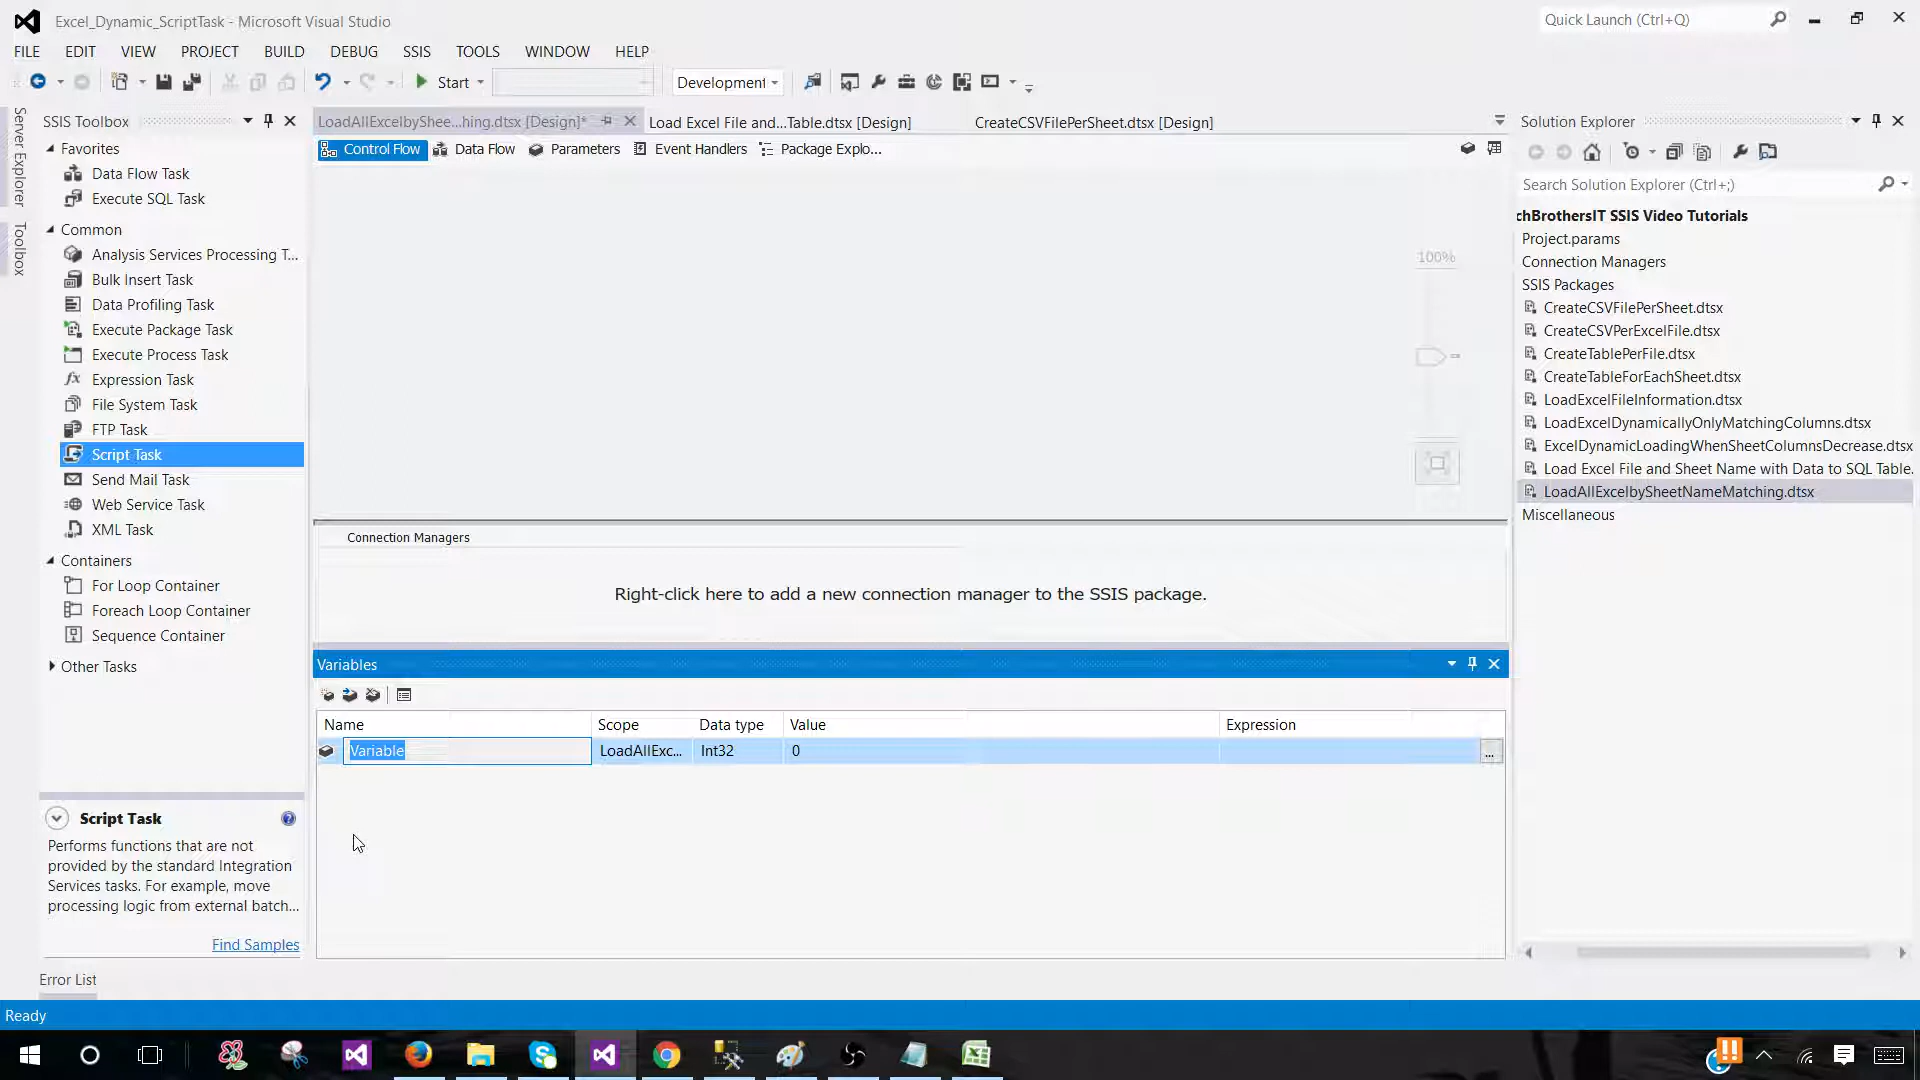 Excel_Dynamic_ScriptTask - Microsoft Visual Studio
Quick Launch (Ctrl+Q)
FILE EDIT VIEW PROJECT BUILD DEBUG SSIS TOOLS WINDOW HELP
Start
Development
Server Explorer
Toolbox
SSIS Toolbox
Favorites
Data Flow Task
Execute SQL Task
Common
Analysis Services Processing T...
Bulk Insert Task
Data Profiling Task
Execute Package Task
Execute Process Task
Expression Task
File System Task
FTP Task
Script Task
Send Mail Task
Web Service Task
XML Task
Containers
For Loop Container
Foreach Loop Container
Sequence Container
Other Tasks
Script Task
Performs functions that are not
provided by the standard Integration
Services tasks. For example, move
processing logic from external batch...
Find Samples
LoadAllExcelbyShee...hing.dtsx [Design]*
Load Excel File and...Table.dtsx [Design]
CreateCSVFilePerSheet.dtsx [Design]
Control Flow Data Flow Parameters Event Handlers Package Explo...
100%
Connection Managers
Right-click here to add a new connection manager to the SSIS package.
Variables
Name Scope Data type Value Expression
Variable LoadAllExc... Int32 0 ...
Solution Explorer
Search Solution Explorer (Ctrl+;)
chBrothersIT SSIS Video Tutorials
Project.params
Connection Managers
SSIS Packages
CreateCSVFilePerSheet.dtsx
CreateCSVPerExcelFile.dtsx
CreateTablePerFile.dtsx
CreateTableForEachSheet.dtsx
LoadExcelFileInformation.dtsx
LoadExcelDynamicallyOnlyMatchingColumns.dtsx
ExcelDynamicLoadingWhenSheetColumnsDecrease.dtsx
Load Excel File and Sheet Name with Data to SQL Table.
LoadAllExcelbySheetNameMatching.dtsx
Miscellaneous
Error List
Ready